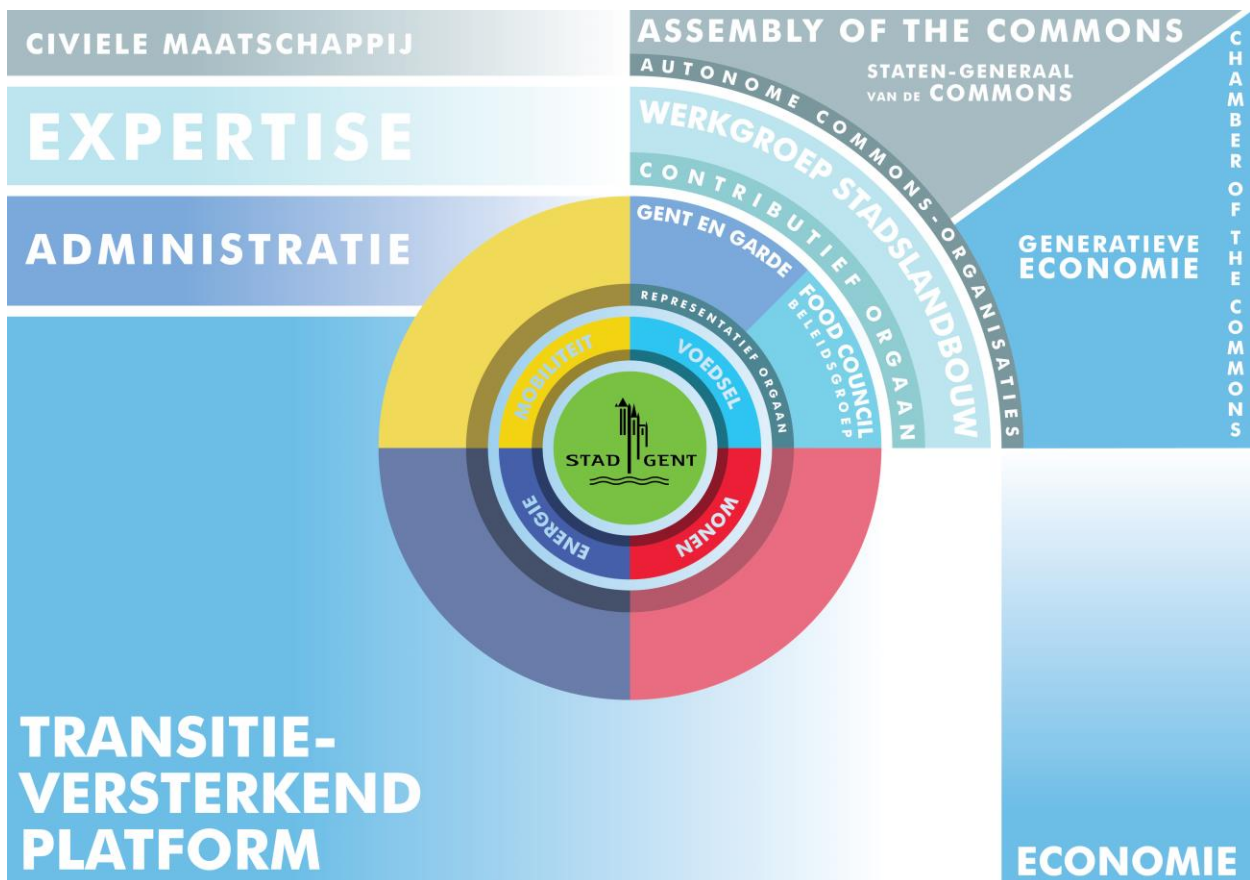 CIVIELE MAATSCHAPPIJ
EXPERTISE
ADMINISTRATIE
ASSEMBLY OF THE COMMONS
STATEN-GENERAAL
VAN DE COMMONS
AUTONOME COMMONS-ORGANISATIES
WERKGROEP STADSLANDBOUW
CONTRIBUTIEF ORGAAN
GENT EN GARDE
FOOD COUNCIL
BELEIDSGROEP
REPRESENTATIEF ORGAAN
CHAMBER OF THE COMMONS
GENERATIEVE
ECONOMIE
MOBILITEIT
VOEDSEL
STAD GENT
ENERGIE
WONEN
TRANSITIE-
VERSTERKEND
PLATFORM
ECONOMIE